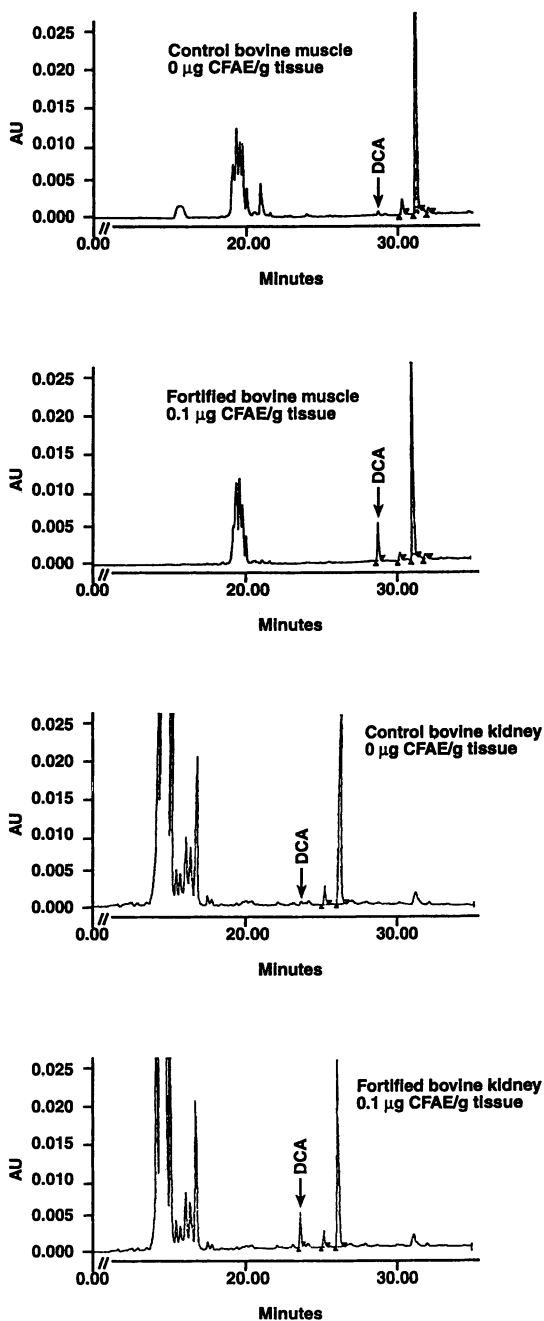 Control bovine muscle
0 µg CFAE/g tissue
0.025
0.020
0.015
0.010
0.005
0.000
AU
DCA
0.00 // 20.00 30.00
Minutes
Fortified bovine muscle
0.1 µg CFAE/g tissue
0.025
0.020
0.015
0.010
0.005
0.000
AU
DCA
0.00 // 20.00 30.00
Minutes
Control bovine kidney
0 µg CFAE/g tissue
0.025
0.020
0.015
0.010
0.005
0.000
AU
DCA
0.00 // 20.00 30.00
Minutes
Fortified bovine kidney
0.1 µg CFAE/g tissue
0.025
0.020
0.015
0.010
0.005
0.000
AU
DCA
0.00 // 20.00 30.00
Minutes